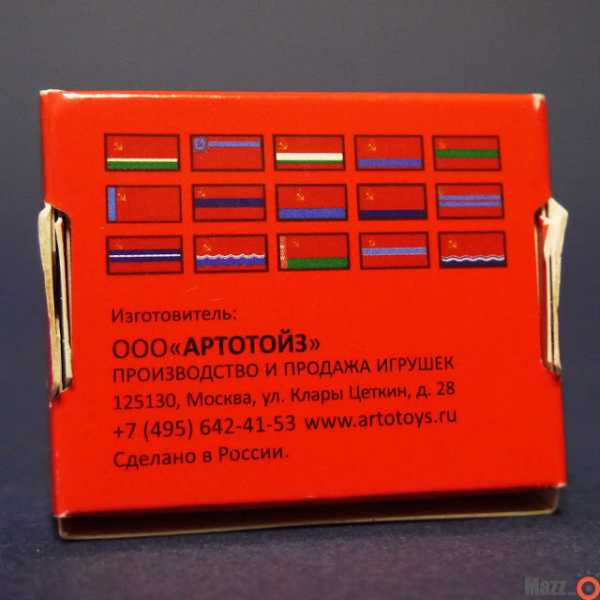 Изготовитель:
ООО«АРТОТОЙЗ»
ПРОИЗВОДСТВО И ПРОДАЖА ИГРУШЕК
125130, Москва, ул. Клары Цеткин, д. 28
+7 (495) 642-41-53 www.artotoys.ru
Сделано в России.
Mazz